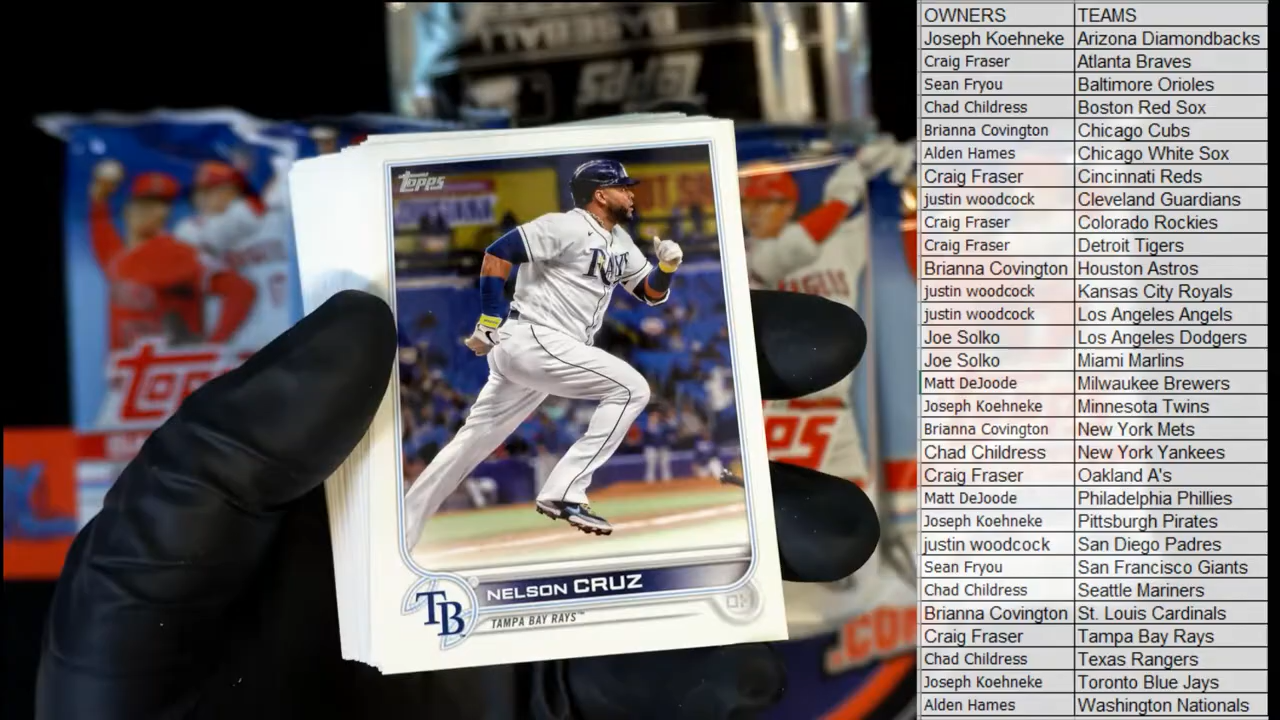 Topps
RAYS
NELSON CRUZ
TB
TAMPA BAY RAYS™
DH
Topps
PS
.COM
OWNERS TEAMS
Joseph Koehneke Arizona Diamondbacks
Craig Fraser Atlanta Braves
Sean Fryou Baltimore Orioles
Chad Childress Boston Red Sox
Brianna Covington Chicago Cubs
Alden Hames Chicago White Sox
Craig Fraser Cincinnati Reds
justin woodcock Cleveland Guardians
Craig Fraser Colorado Rockies
Craig Fraser Detroit Tigers
Brianna Covington Houston Astros
justin woodcock Kansas City Royals
justin woodcock Los Angeles Angels
Joe Solko Los Angeles Dodgers
Joe Solko Miami Marlins
Matt DeJoode Milwaukee Brewers
Joseph Koehneke Minnesota Twins
Brianna Covington New York Mets
Chad Childress New York Yankees
Craig Fraser Oakland A's
Matt DeJoode Philadelphia Phillies
Joseph Koehneke Pittsburgh Pirates
justin woodcock San Diego Padres
Sean Fryou San Francisco Giants
Chad Childress Seattle Mariners
Brianna Covington St. Louis Cardinals
Craig Fraser Tampa Bay Rays
Chad Childress Texas Rangers
Joseph Koehneke Toronto Blue Jays
Alden Hames Washington Nationals